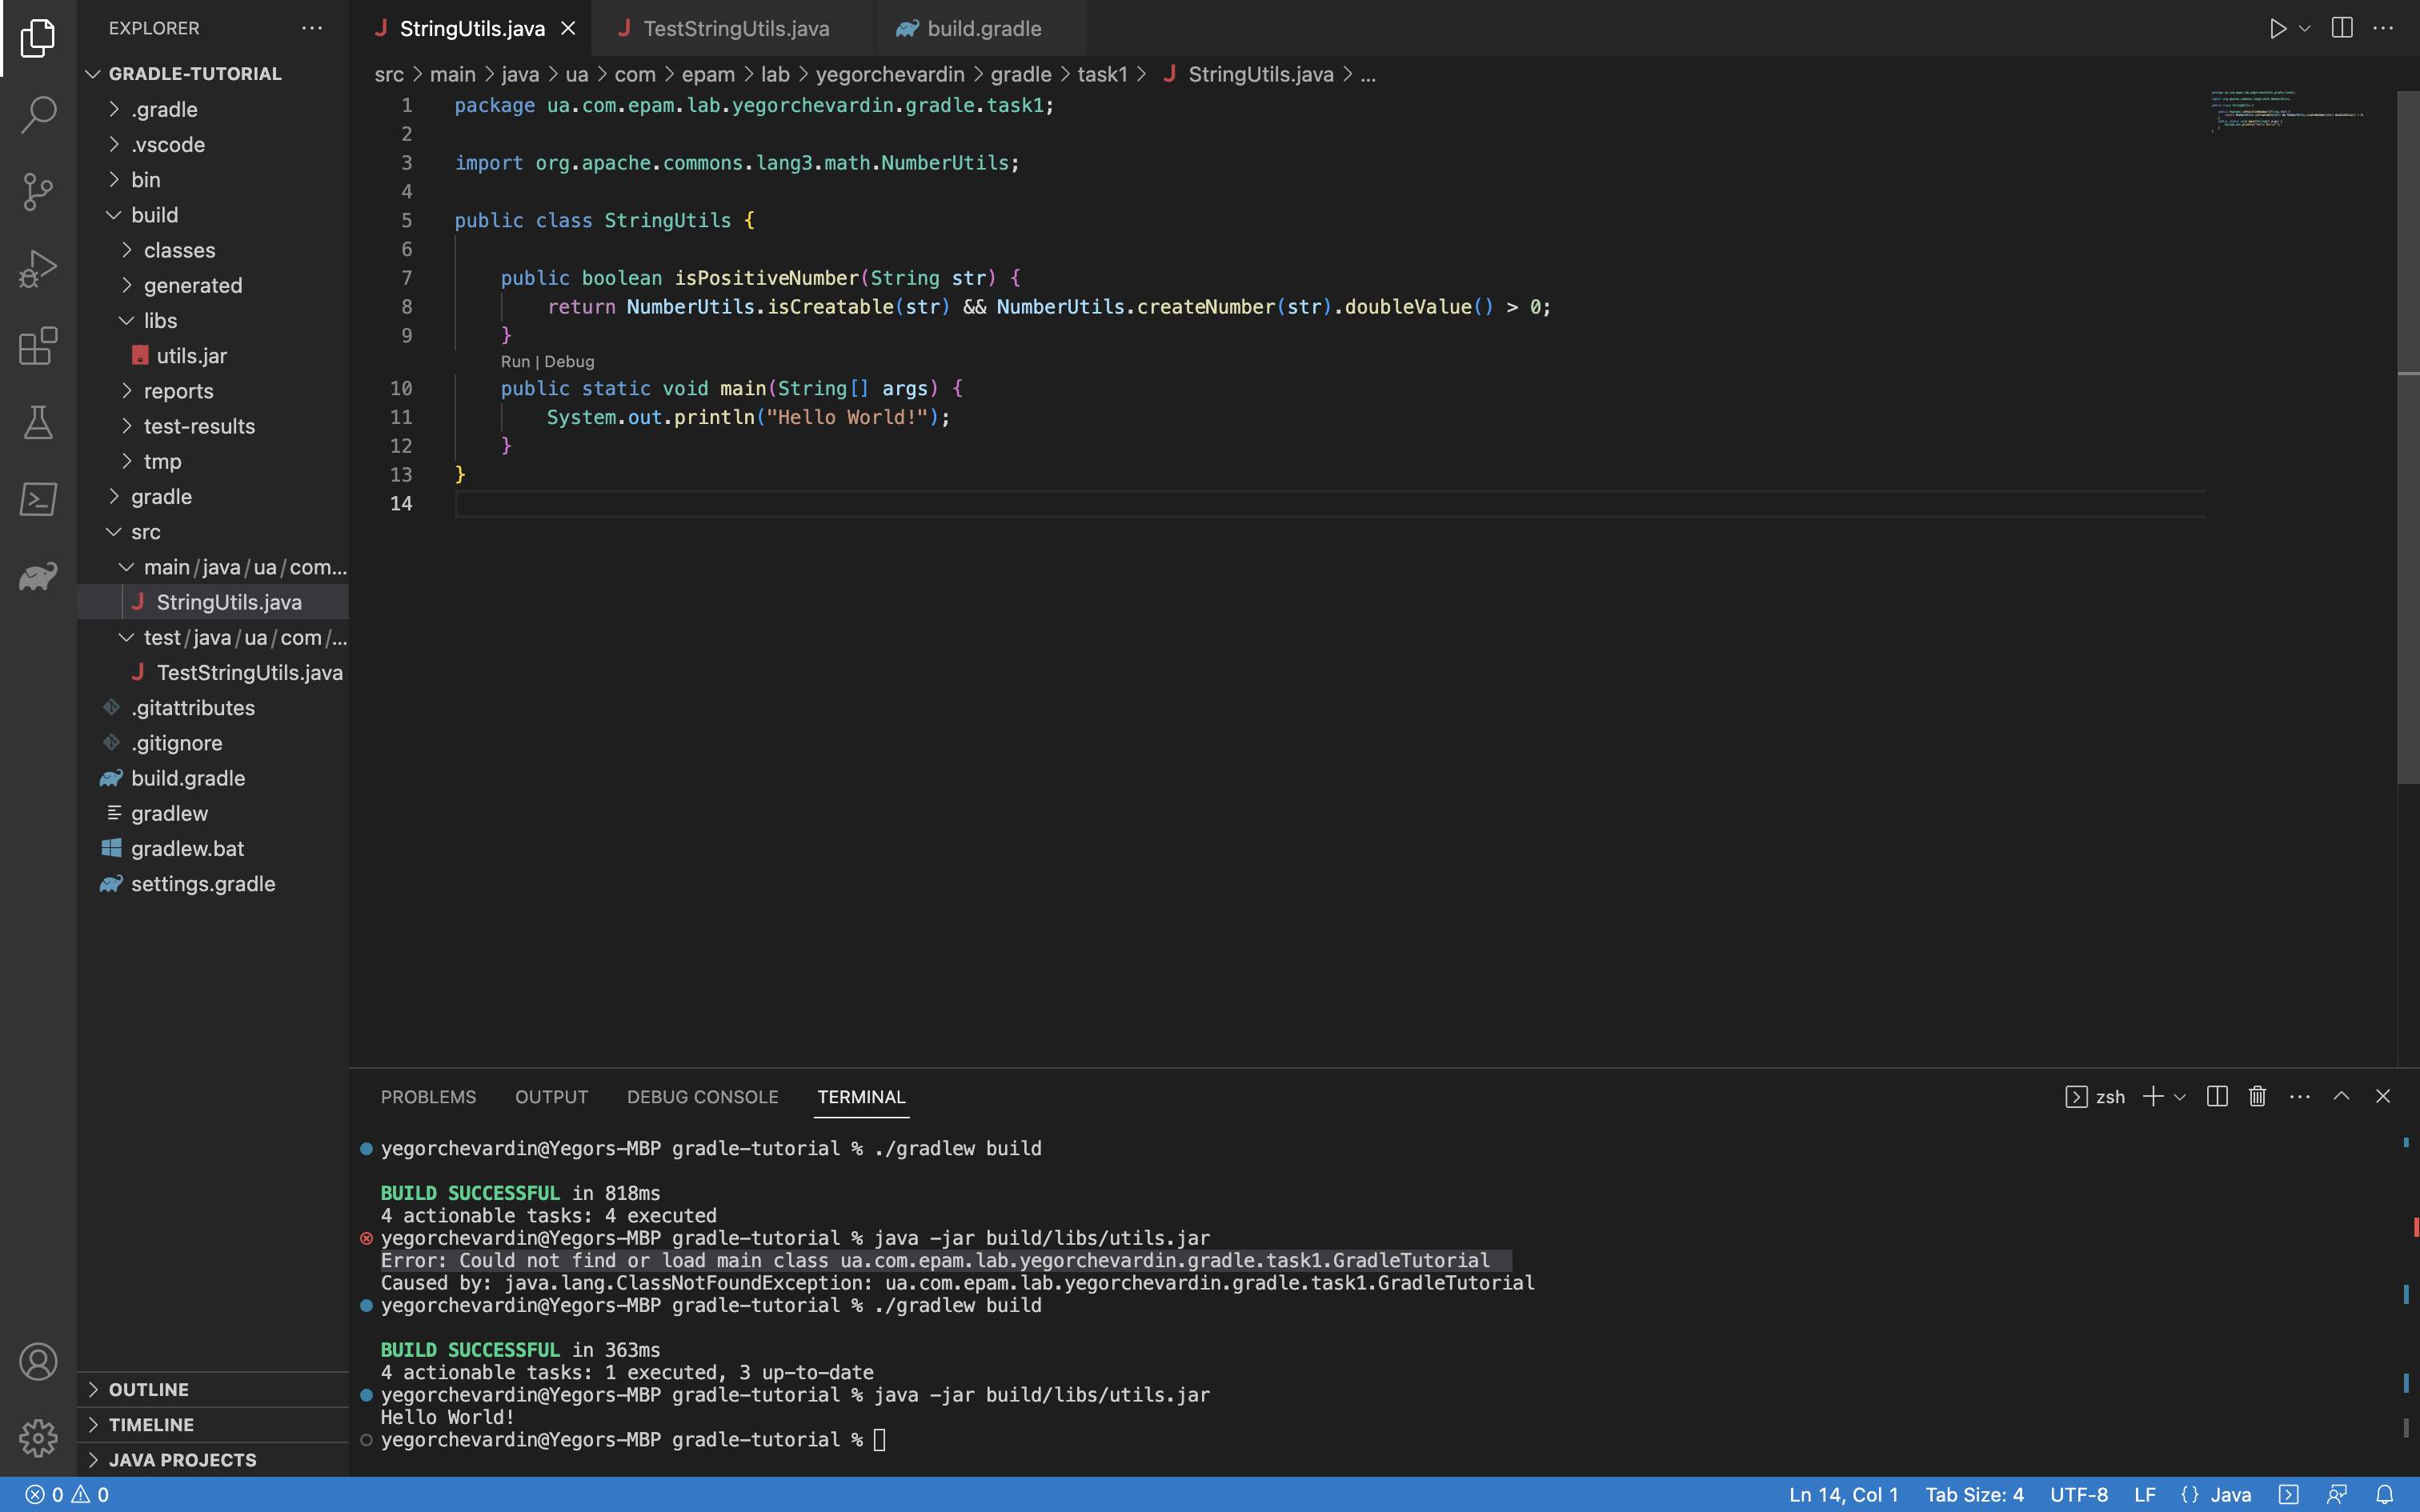 EXPLORER
GRADLE-TUTORIAL
.gradle
.vscode
bin
build
classes
generated
libs
utils.jar
reports
test-results
tmp
gradle
src
main/java/ua/com...
StringUtils.java
test/java/ua/com/...
TestStringUtils.java
.gitattributes
.gitignore
build.gradle
gradlew
gradlew.bat
settings.gradle
OUTLINE
TIMELINE
JAVA PROJECTS
StringUtils.java TestStringUtils.java build.gradle
src > main > java > ua > com > epam > lab > yegorchevardin > gradle > task1 > StringUtils.java > ...
1 package ua.com.epam.lab.yegorchevardin.gradle.task1;
2
3 import org.apache.commons.lang3.math.NumberUtils;
4
5 public class StringUtils {
6
7 public boolean isPositiveNumber(String str) {
8 return NumberUtils.isCreatable(str) && NumberUtils.createNumber(str).doubleValue() > 0;
9 }
Run | Debug
10 public static void main(String[] args) {
11 System.out.println("Hello World!");
12 }
13 }
14
PROBLEMS OUTPUT DEBUG CONSOLE TERMINAL
zsh
yegorchevardin@Yegors-MBP gradle-tutorial % ./gradlew build
BUILD SUCCESSFUL in 818ms
4 actionable tasks: 4 executed
yegorchevardin@Yegors-MBP gradle-tutorial % java -jar build/libs/utils.jar
Error: Could not find or load main class ua.com.epam.lab.yegorchevardin.gradle.task1.GradleTutorial
Caused by: java.lang.ClassNotFoundException: ua.com.epam.lab.yegorchevardin.gradle.task1.GradleTutorial
yegorchevardin@Yegors-MBP gradle-tutorial % ./gradlew build
BUILD SUCCESSFUL in 363ms
4 actionable tasks: 1 executed, 3 up-to-date
yegorchevardin@Yegors-MBP gradle-tutorial % java -jar build/libs/utils.jar
Hello World!
yegorchevardin@Yegors-MBP gradle-tutorial %
0 0
Ln 14, Col 1 Tab Size: 4 UTF-8 LF {} Java